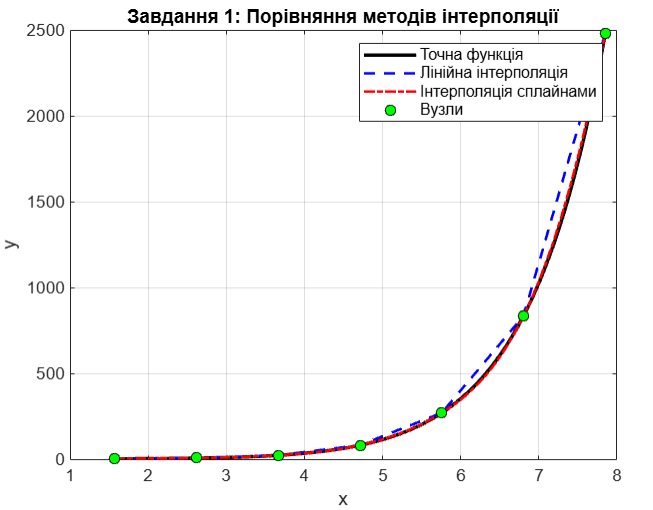 Завдання 1: Порівняння методів інтерполяції
2500
2000
1500
1000
500
0
y
Точна функція
Лінійна інтерполяція
Інтерполяція сплайнами
Вузли
1 2 3 4 5 6 7 8
x